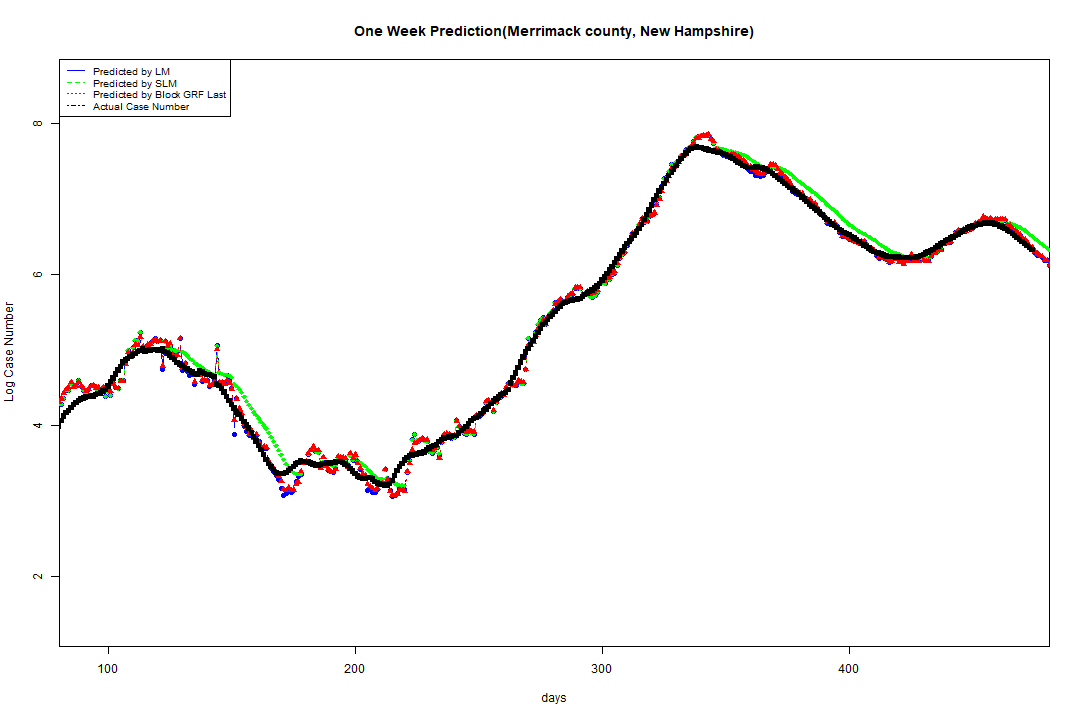 One Week Prediction(Merrimack county, New Hampshire)
Predicted by LM
Predicted by SLM
Predicted by Block GRF Last
Actual Case Number
8
6
4
2
Log Case Number
100 200 300 400
days